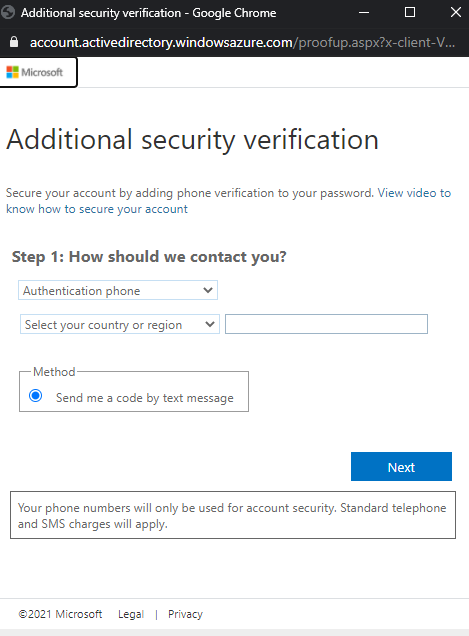 Additional security verification - Google Chrome
account.activedirectory.windowsazure.com/proofup.aspx?x-client-V...
Microsoft
Additional security verification
Secure your account by adding phone verification to your password. View video to
know how to secure your account
Step 1: How should we contact you?
Authentication phone
Select your country or region
Method
Send me a code by text message
Next
Your phone numbers will only be used for account security. Standard telephone
and SMS charges will apply.
©2021 Microsoft Legal | Privacy